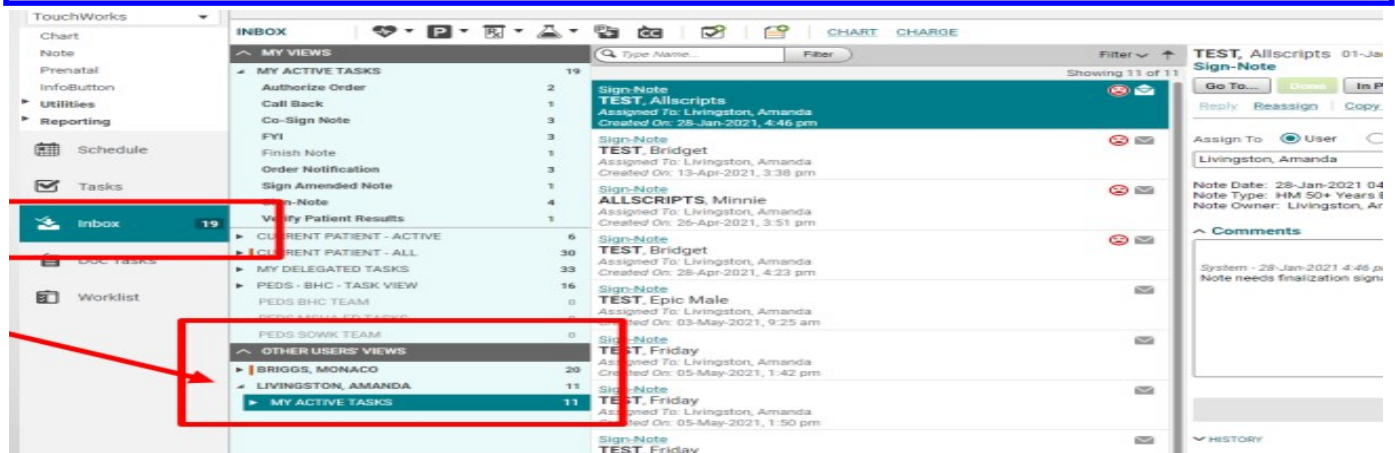 TouchWorks
Chart
Note
Prenatal
InfoButton
Utilities
Reporting
Schedule
Tasks
Inbox 19
Doc Tasks
Worklist
INBOX CC CHART CHARGE
MY VIEWS
MY ACTIVE TASKS 19
Authorize Order 2
Call Back 1
Co-Sign Note 3
FYI 3
Finish Note 1
Order Notification 3
Sign Amended Note 1
Sign-Note 4
Verify Patient Results 1
CURRENT PATIENT - ACTIVE 6
CURRENT PATIENT - ALL 30
MY DELEGATED TASKS 33
PEDS - BHC - TASK VIEW 16
PEDS BHC TEAM 0
PEDS SOWK TEAM 0
OTHER USERS' VIEWS
BRIGGS, MONACO 20
LIVINGSTON, AMANDA 11
MY ACTIVE TASKS 11
Type Name... Filter Filter
Showing 11 of 11
Sign-Note
TEST, Allscripts
Assigned To: Livingston, Amanda
Created On: 28-Jan-2021, 4:46 pm
Sign-Note
TEST, Bridget
Assigned To: Livingston, Amanda
Created On: 13-Apr-2021, 3:38 pm
Sign-Note
ALLSCRIPTS, Minnie
Assigned To: Livingston, Amanda
Created On: 26-Apr-2021, 3:51 pm
Sign-Note
TEST, Bridget
Assigned To: Livingston, Amanda
Created On: 28-Apr-2021, 4:23 pm
Sign-Note
TEST, Epic Male
Assigned To: Livingston, Amanda
Created On: 03-May-2021, 9:25 am
Sign-Note
TEST, Friday
Assigned To: Livingston, Amanda
Created On: 05-May-2021, 1:42 pm
Sign-Note
TEST, Friday
Assigned To: Livingston, Amanda
Created On: 05-May-2021, 1:50 pm
Sign-Note
TEST, Friday
TEST, Allscripts 01-Ja
Sign-Note
Go To... Done In P
Reply Reassign Copy
Assign To User
Livingston, Amanda
Note Date: 28-Jan-2021 04
Note Type: HM 50+ Years
Note Owner: Livingston, Ar
Comments
System - 28-Jan-2021 4:46 p
Note needs finalization signa
HISTORY